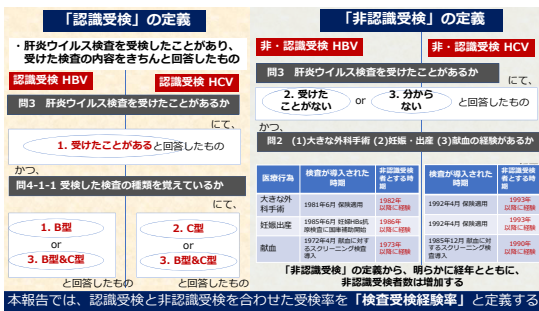 「認識受検」の定義
・肝炎ウイルス検査を受検したことがあり、
受けた検査の内容をきちんと回答したもの
認識受検 HBV
認識受検 HCV
問3 肝炎ウイルス検査を受けたことがあるか
にて、
1. 受けたことがあると回答したもの
かつ、
問4-1-1 受検した検査の種類を覚えているか
にて、
1. B型
or
3. B型&C型
と回答したもの
2. C型
or
3. B型&C型
と回答したもの
「非認識受検」の定義
非・認識受検 HBV
非・認識受検 HCV
問3 肝炎ウイルス検査を受けたことがあるか
にて、
2. 受けた
ことがない
or
3. 分から
ない
と回答したもの
かつ、
問2 (1)大きな外科手術 (2)妊娠・出産 (3)献血の経験があるか
医療行為
検査が導入された
時期
非認識受検
者とする時
期
検査が導入された
時期
非認識受検
者とする時
期
大きな外
科手術
1981年6月 保険適用
1982年
以降に経験
1992年4月 保険適用
1993年
以降に経験
妊娠出産
1985年6月 妊婦HBs抗
原検査に国庫補助開始
1986年
以降に経験
1992年4月 保険適用
1993年
以降に経験
献血
1972年4月 献血に対す
るスクリーニング検査
導入
1973年
以降に経験
1985年12月 献血に対
するスクリーニング検
査導入
1990年
以降に経験
「非認識受検」の定義から、明らかに経年とともに、
非認識受検者数は増加する
本報告では、認識受検と非認識受検を合わせた受検率を「検査受検経験率」と定義する